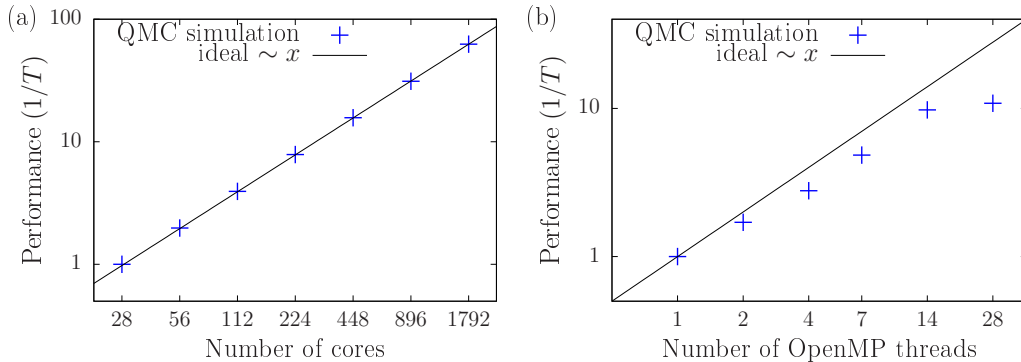 (a)
100
10
1
Performance (1/T)
QMC simulation
ideal ~ x
28 56 112 224 448 896 1792
Number of cores
(b)
10
1
Performance (1/T)
QMC simulation
ideal ~ x
1 2 4 7 14 28
Number of OpenMP threads